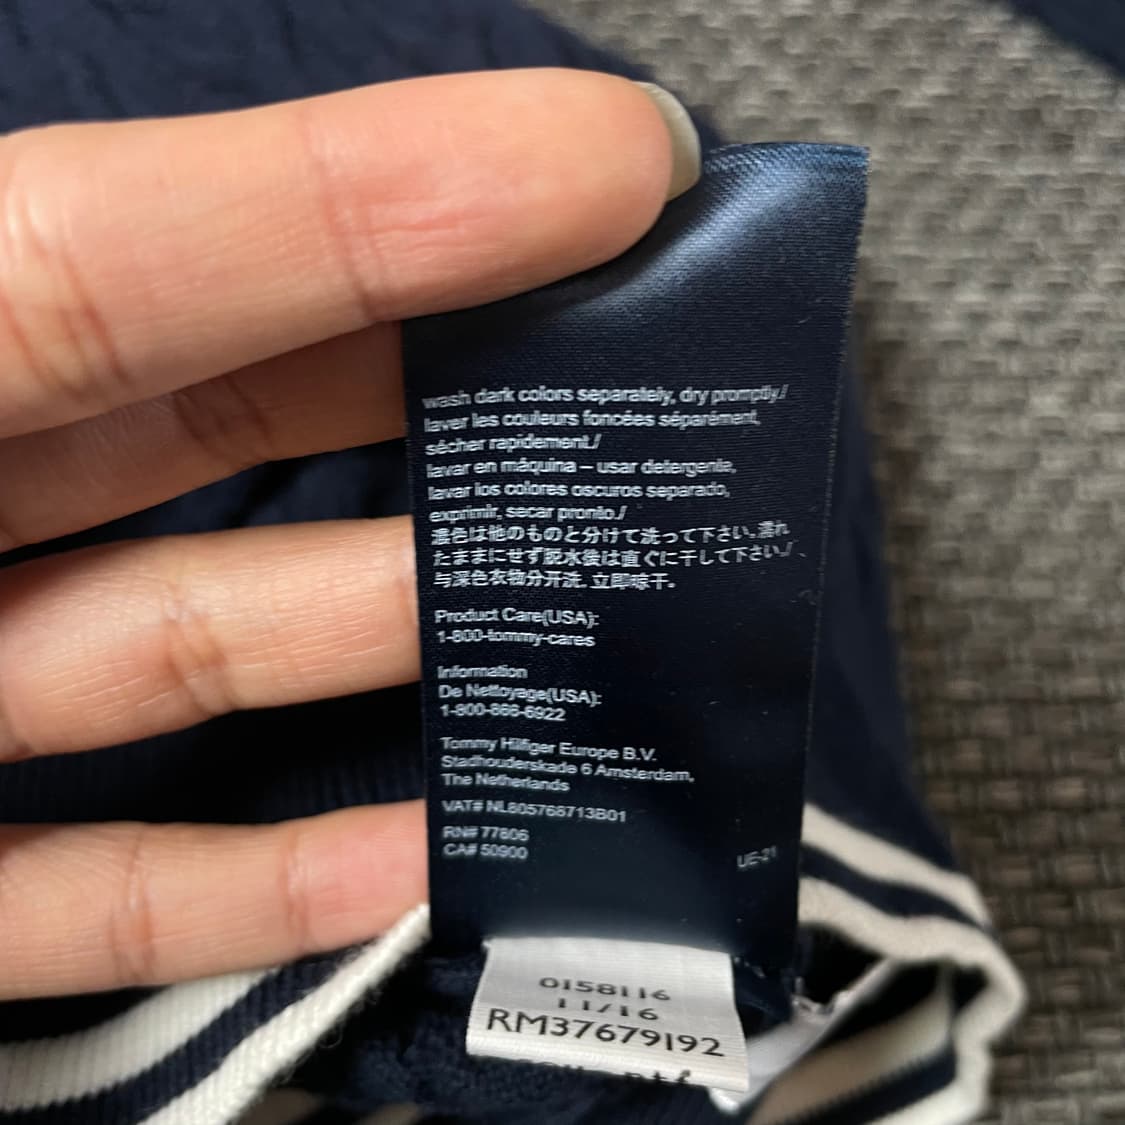 wash dark colors separately, dry promptly./
laver les couleurs foncées séparément,
sécher rapidement./
lavar en máquina – usar detergente,
lavar los colores oscuros separado,
exprimir, secar pronto./
濃色は他のものと分けて洗って下さい。濡れ
たままにせず脱水後は直ぐに干して下さい。/
与深色衣物分开洗, 立即晾干。
Product Care(USA):
1-800-tommy-cares
Information
De Nettoyage(USA):
1-800-866-6922
Tommy Hilfiger Europe B.V.
Stadhouderskade 6 Amsterdam,
The Netherlands
VAT# NL805768713B01
RN# 77806
CA# 50900
UE-21
0158116
11/16
RM37679192